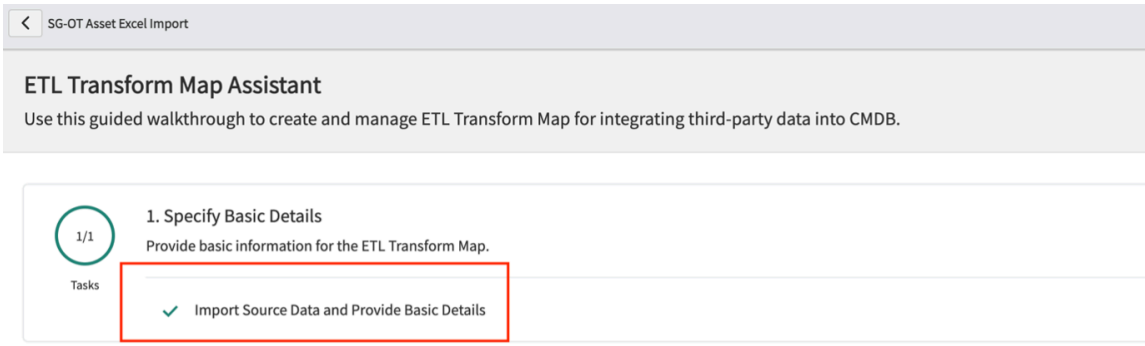 SG-OT Asset Excel Import
ETL Transform Map Assistant
Use this guided walkthrough to create and manage ETL Transform Map for integrating third-party data into CMDB.
1/1
Tasks
1. Specify Basic Details
Provide basic information for the ETL Transform Map.
Import Source Data and Provide Basic Details